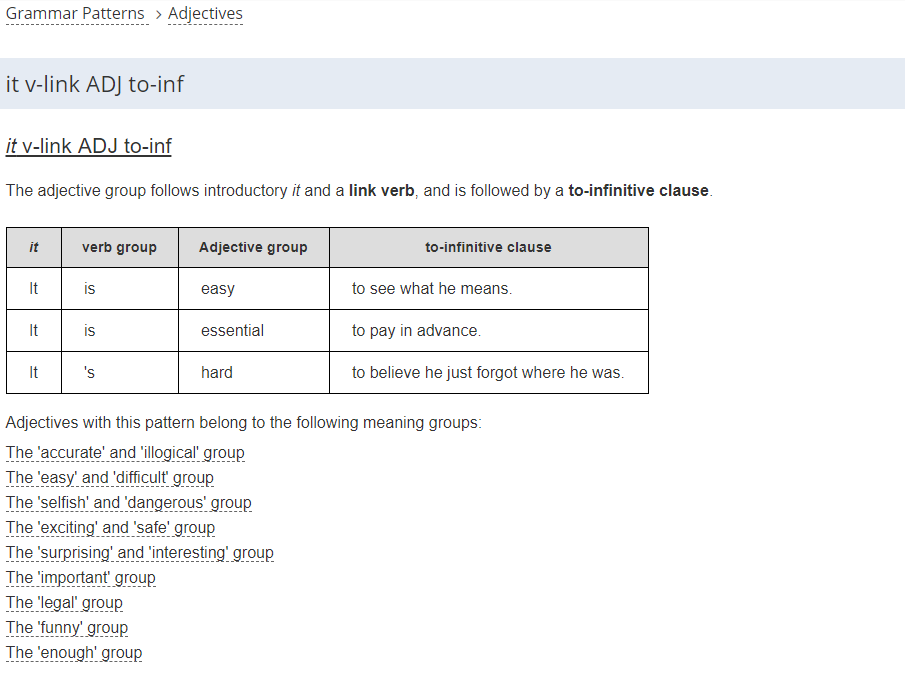 Grammar Patterns > Adjectives
it v-link ADJ to-inf
it v-link ADJ to-inf
The adjective group follows introductory it and a link verb, and is followed by a to-infinitive clause.
it verb group Adjective group to-infinitive clause
It is easy to see what he means.
It is essential to pay in advance.
It 's hard to believe he just forgot where he was.
Adjectives with this pattern belong to the following meaning groups:
The 'accurate' and 'illogical' group
The 'easy' and 'difficult' group
The 'selfish' and 'dangerous' group
The 'exciting' and 'safe' group
The 'surprising' and 'interesting' group
The 'important' group
The 'legal' group
The 'funny' group
The 'enough' group